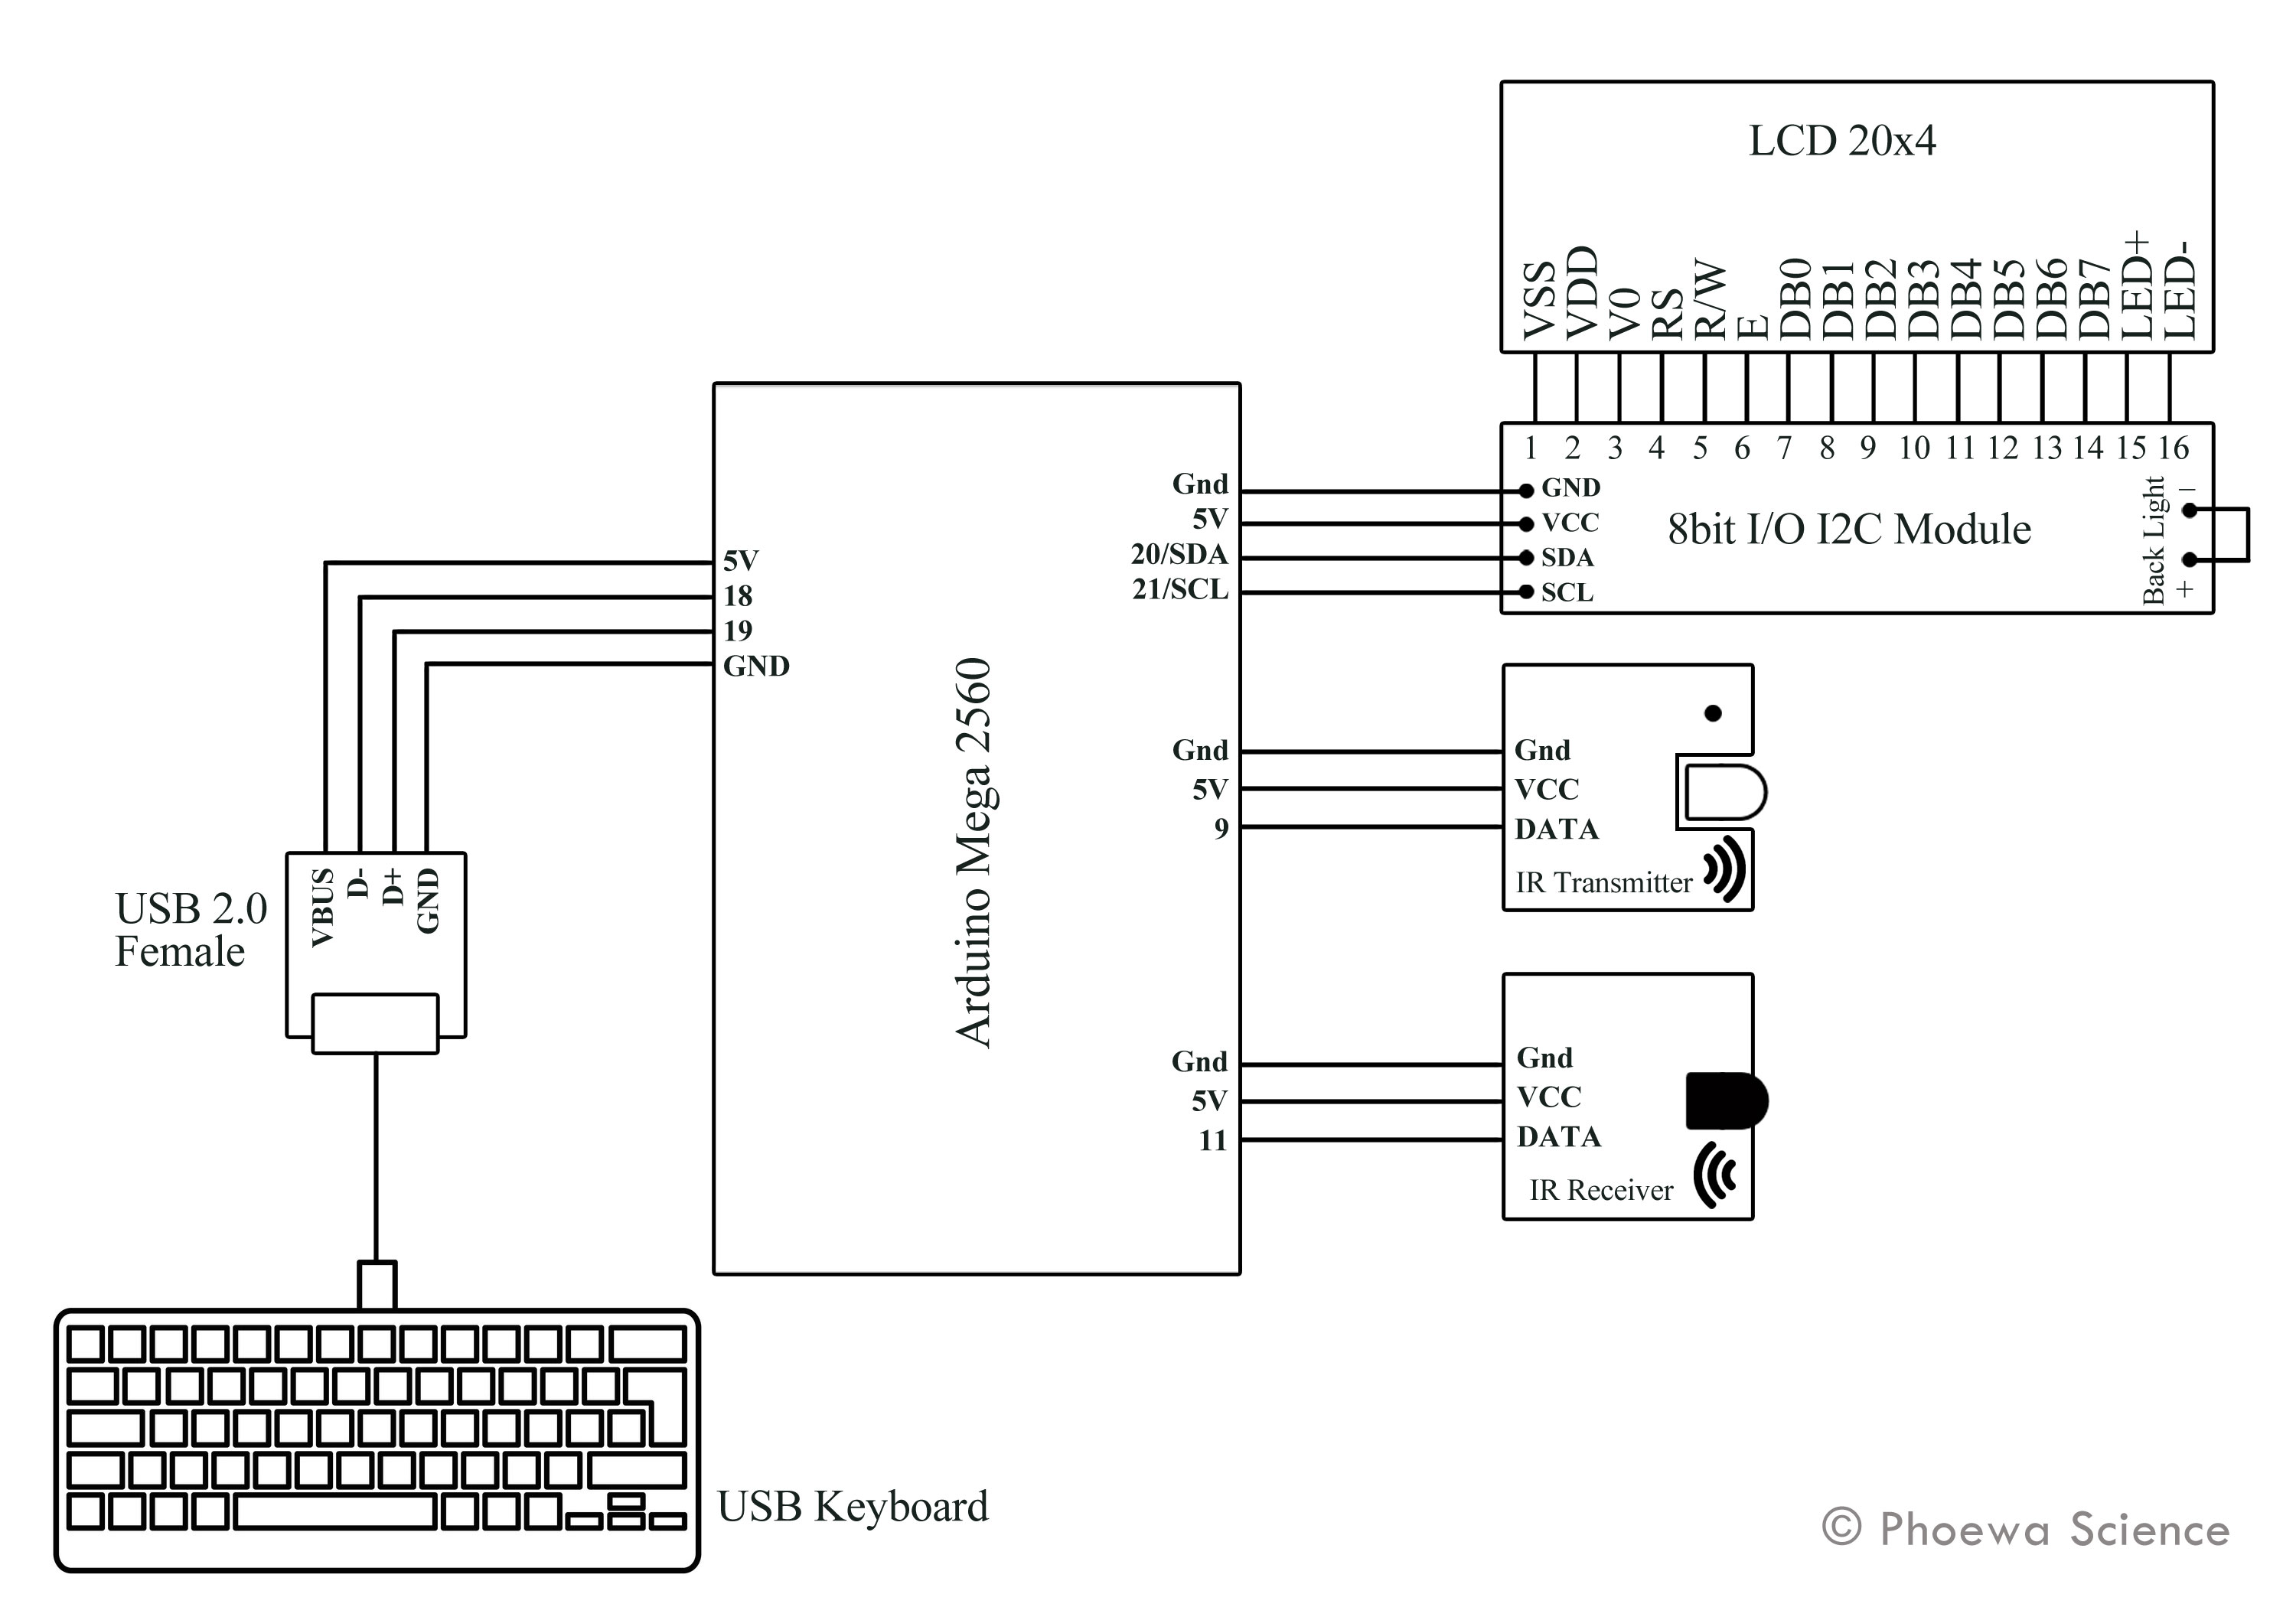 LCD 20x4
VSS
VDD
V0
RS
R/W
E
DB0
DB1
DB2
DB3
DB4
DB5
DB6
DB7
LED+
LED-
1 2 3 4 5 6 7 8 9 10 11 12 13 14 15 16
GND
VCC
SDA
SCL
8bit I/O I2C Module
Back Light
–
+
Gnd
5V
20/SDA
21/SCL
5V
18
19
GND
Arduino Mega 2560
Gnd
5V
9
Gnd
VCC
DATA
IR Transmitter
Gnd
5V
11
Gnd
VCC
DATA
IR Receiver
VBUS
D-
D+
GND
USB 2.0
Female
USB Keyboard
© Phoewa Science